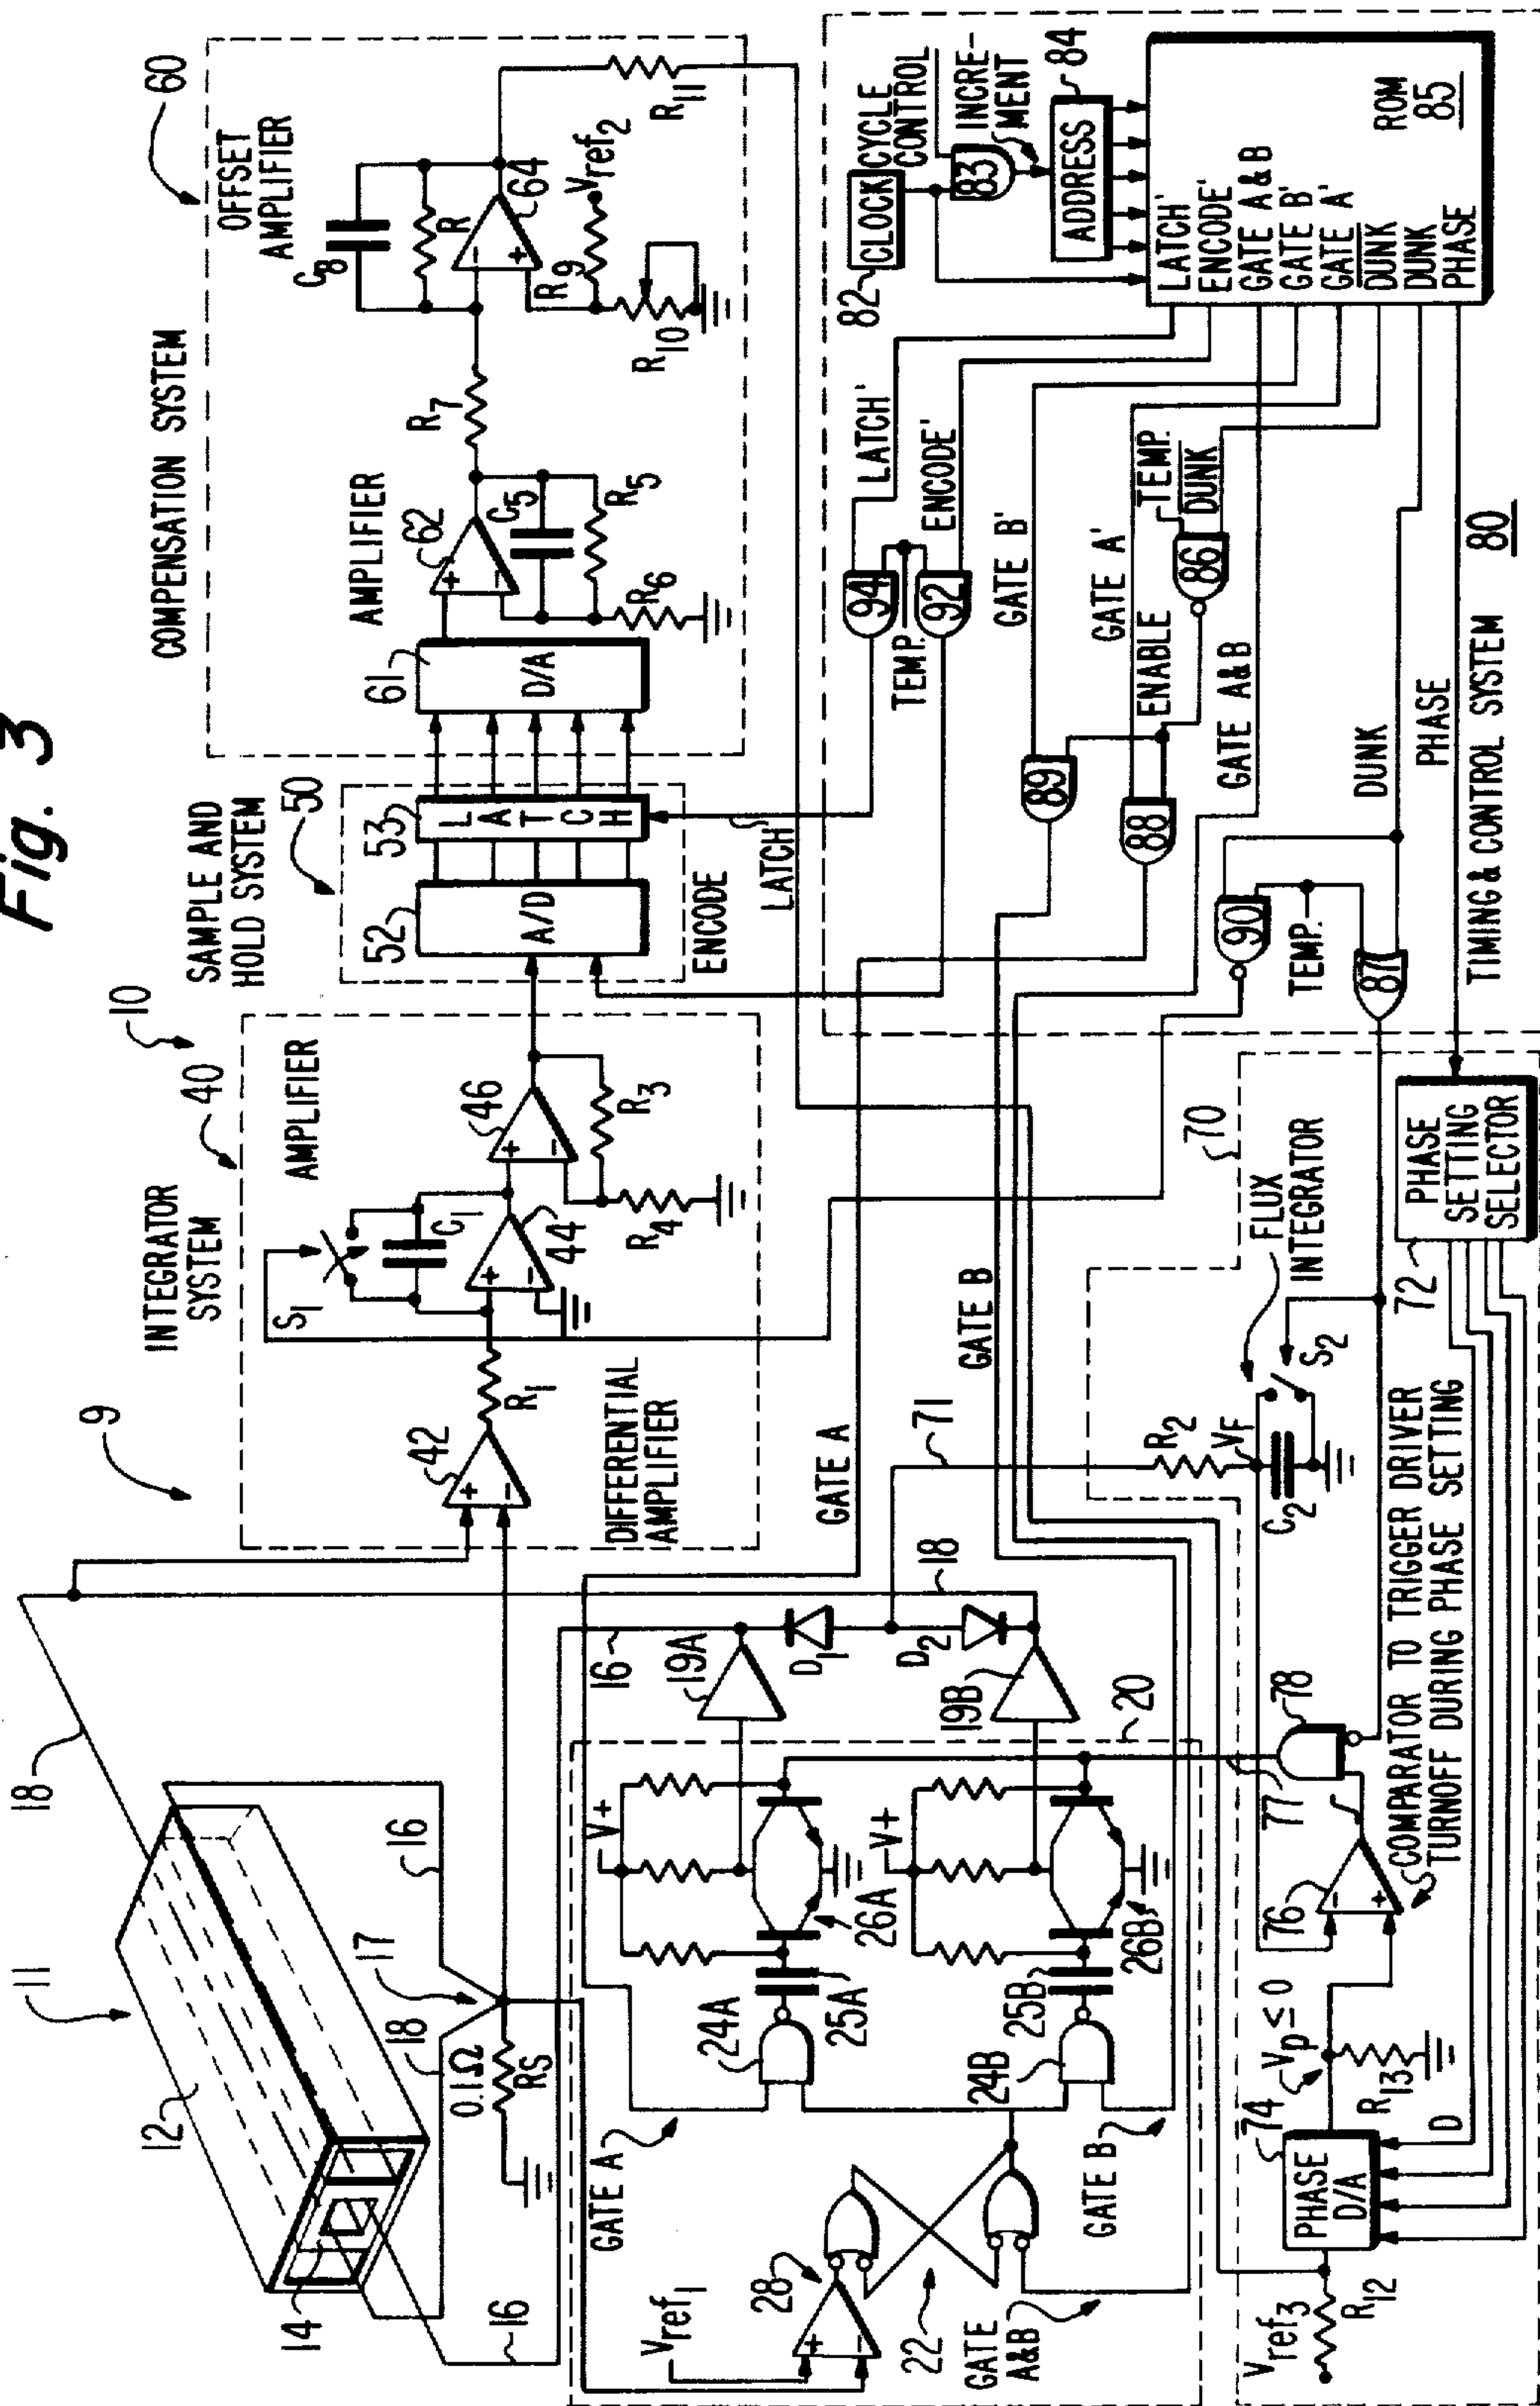 Fig. 3
9
10
40
INTEGRATOR
SYSTEM
AMPLIFIER
S1
C1
44
46
R3
R4
R1
42
DIFFERENTIAL
AMPLIFIER
SAMPLE AND
HOLD SYSTEM
50
52
A/D
53
L
A
T
C
H
ENCODE
LATCH
COMPENSATION SYSTEM
60
61
D/A
AMPLIFIER
62
C5
R5
R6
R7
OFFSET
AMPLIFIER
C8
R
64
R9
Vref2
R10
R11
11
12
14
16
18
17
18
16
18
16
0.1Ω
RS
GATE A
Vref1
28
22
GATE
A&B
GATE B
24A
25A
26A
V+
24B
25B
26B
V+
16
19A
D1
D2
19B
18
20
71
GATE A
GATE B
77
78
70
FLUX
INTEGRATOR
R2
VF
C2
S2
COMPARATOR TO TRIGGER DRIVER
TURNOFF DURING PHASE SETTING
76
Vp ≤ 0
R13
74
PHASE
D/A
D
Vref3
R12
72
PHASE
SETTING
SELECTOR
82
CLOCK
CYCLE
CONTROL
83
INCRE-
MENT
84
ADDRESS
LATCH'
ENCODE'
GATE A&B
GATE B'
GATE A'
DUNK
DUNK
PHASE
ROM
85
LATCH'
94
TEMP.
92
ENCODE'
GATE B'
89
GATE A'
88
ENABLE
TEMP.
DUNK
86
GATE A&B
90
TEMP.
87
DUNK
PHASE
TIMING & CONTROL SYSTEM
80